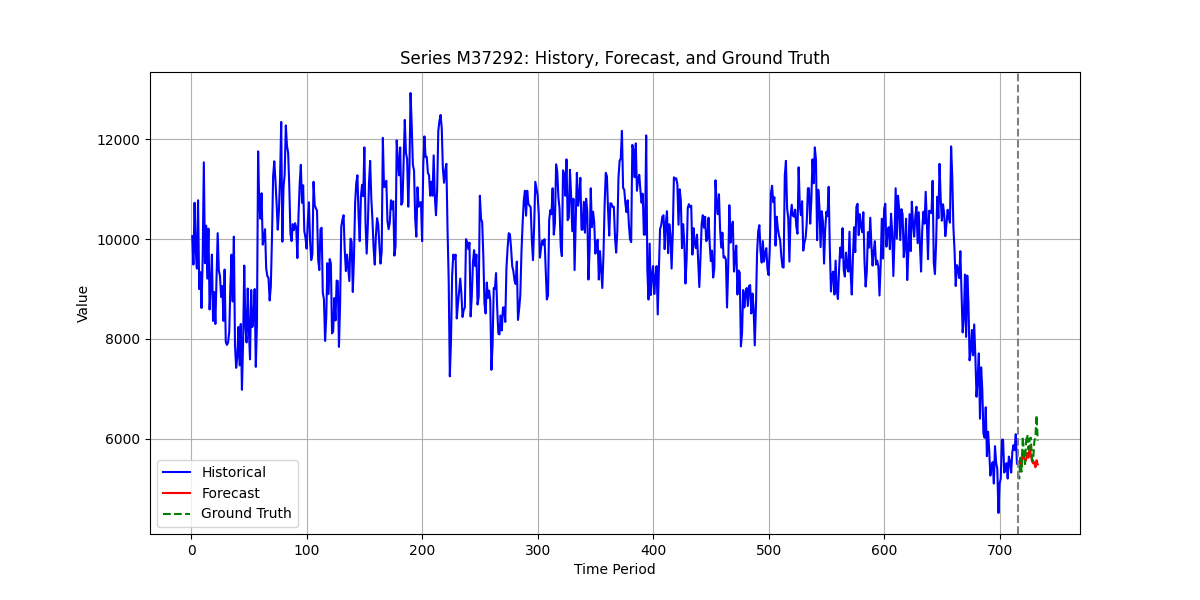 Series M37292: History, Forecast, and Ground Truth
Value
12000
10000
8000
6000
Historical
Forecast
Ground Truth
0
100
200
300
400
500
600
700
Time Period